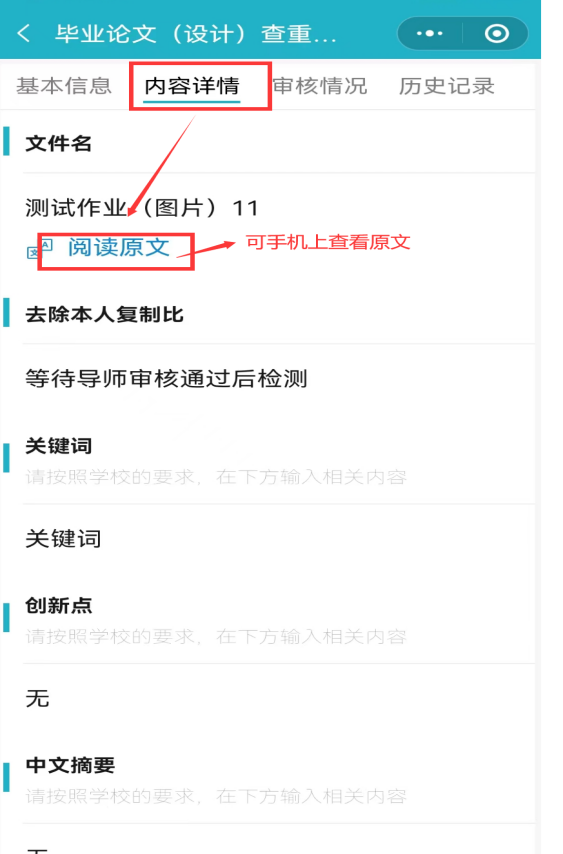 毕业论文（设计）查重...
基本信息 内容详情 审核情况 历史记录
文件名
测试作业（图片）11
阅读原文 可手机上查看原文
去除本人复制比
等待导师审核通过后检测
关键词
请按照学校的要求，在下方输入相关内容
关键词
创新点
请按照学校的要求，在下方输入相关内容
无
中文摘要
请按照学校的要求，在下方输入相关内容